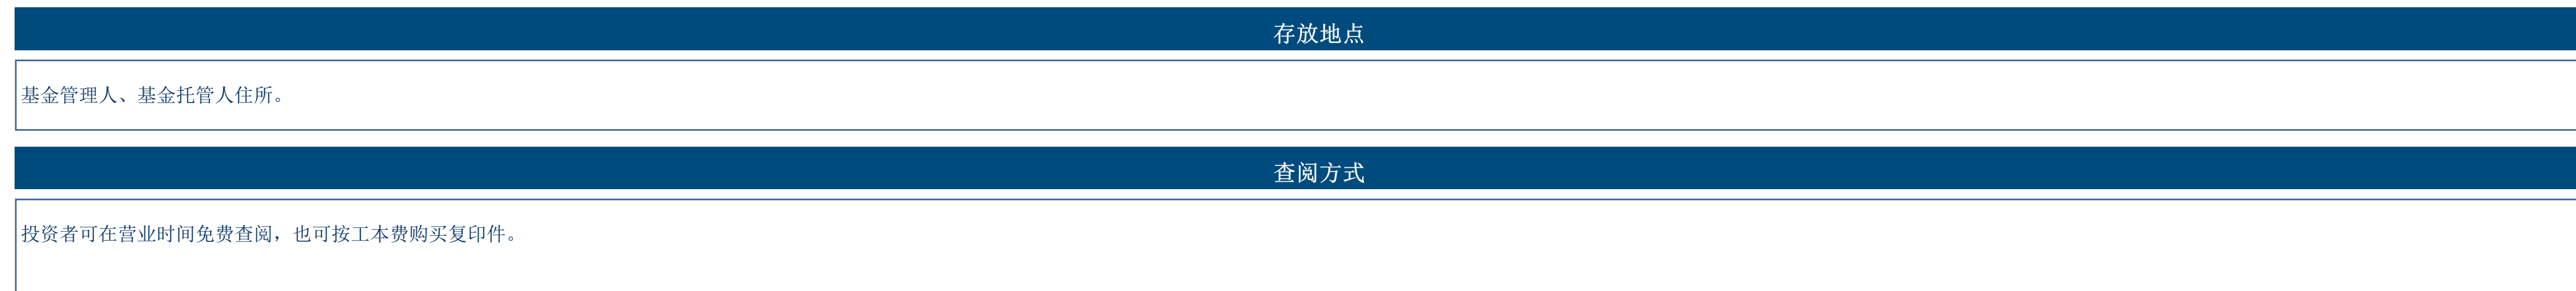 存放地点
基金管理人、基金托管人住所。
查阅方式
投资者可在营业时间免费查阅，也可按工本费购买复印件。